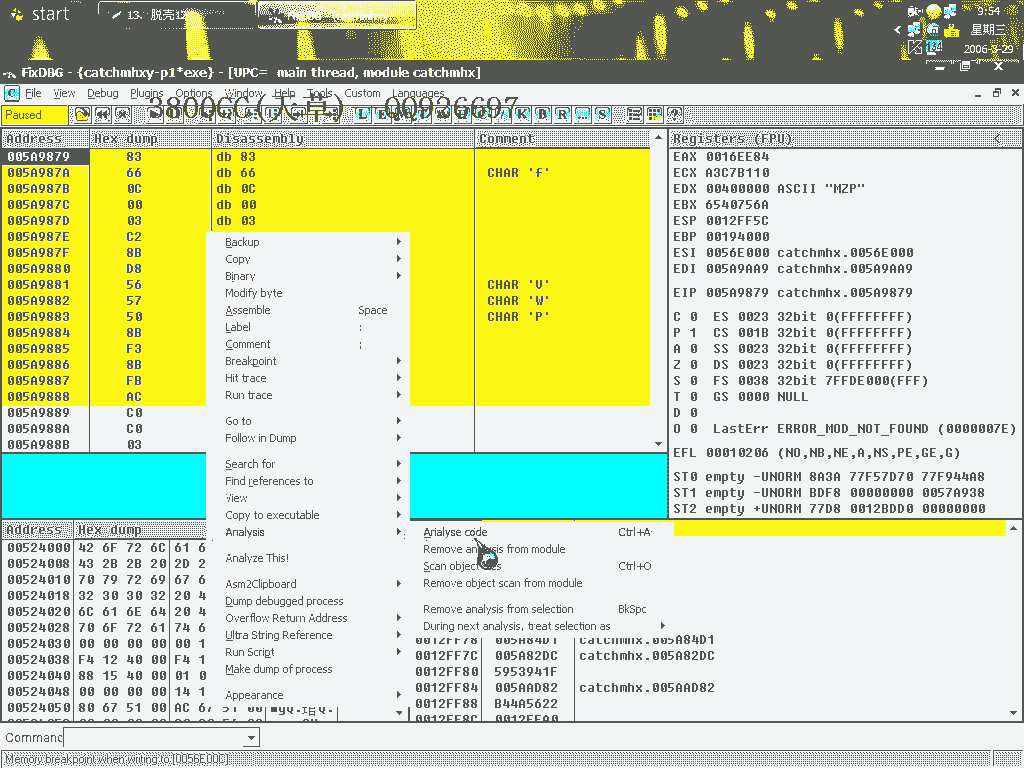 start
13、脱壳12
9:54
星期三
2006-3-29
FixDBG - {catchmhxy-p1*exe} - [UPC= main thread, module catchmhx]
File View Debug Plugins Options Window Help Tools Custom Languages
3800CC(天草)---00926697
Paused
L E K B R ... S
Address Hex dump Disassembly Comment
005A9879 83 db 83
005A987A 66 db 66 CHAR 'f'
005A987B 0C db 0C
005A987C 00 db 00
005A987D 03 db 03
005A987E C2
005A987F 8B
005A9880 D8
005A9881 56 CHAR 'V'
005A9882 57 CHAR 'W'
005A9883 50 CHAR 'P'
005A9884 8B
005A9885 F3
005A9886 8B
005A9887 FB
005A9888 AC
005A9889 C0
005A988A C0
005A988B 03
Registers (FPU) <
EAX 0016EE84
ECX A3C7B110
EDX 00400000 ASCII "MZP"
EBX 6540756A
ESP 0012FF5C
EBP 00194000
ESI 0056E000 catchmhx.0056E000
EDI 005A9AA9 catchmhx.005A9AA9
EIP 005A9879 catchmhx.005A9879
C 0 ES 0023 32bit 0(FFFFFFFF)
P 1 CS 001B 32bit 0(FFFFFFFF)
A 0 SS 0023 32bit 0(FFFFFFFF)
Z 0 DS 0023 32bit 0(FFFFFFFF)
S 0 FS 0038 32bit 7FFDE000(FFF)
T 0 GS 0000 NULL
D 0
O 0 LastErr ERROR_MOD_NOT_FOUND (0000007E)
EFL 00010206 (NO,NB,NE,A,NS,PE,GE,G)
ST0 empty -UNORM 8A3A 77F57D70 77F944A8
ST1 empty -UNORM BDF8 00000000 0057A938
ST2 empty +UNORM 77D8 0012BDD0 00000000
Backup
Copy
Binary
Modify byte
Assemble Space
Label :
Comment ;
Breakpoint
Hit trace
Run trace
Go to
Follow in Dump
Search for
Find references to
View
Copy to executable
Analysis
Analyze This!
Asm2Clipboard
Dump debugged process
Overflow Return Address
Ultra String Reference
Run Script
Make dump of process
Appearance
Analyse code Ctrl+A
Remove analysis from module
Scan object Ctrl+O
Remove object scan from module
Remove analysis from selection BkSpc
During next analysis, treat selection as
Address Hex dump
00524000 42 6F 72 6C 61 6
00524008 43 2B 2B 20 2D 2
00524010 70 79 72 69 67 6
00524018 32 30 30 32 20 4
00524020 6C 61 6E 64 20 4
00524028 70 6F 72 61 74 6
00524030 00 00 00 00 00 1
00524038 F4 12 40 00 F4 1
00524040 88 15 40 00 01 0
00524048 00 00 00 00 14 1
00524050 80 67 51 00 AC 67 51 00
0012FF78 005A84D1 catchmhx.005A84D1
0012FF7C 005A82DC catchmhx.005A82DC
0012FF80 5953941F
0012FF84 005AAD82 catchmhx.005AAD82
0012FF88 B44A5622
0012FF8C 0012FFA0
Command
Memory breakpoint when writing to [0056E00C]